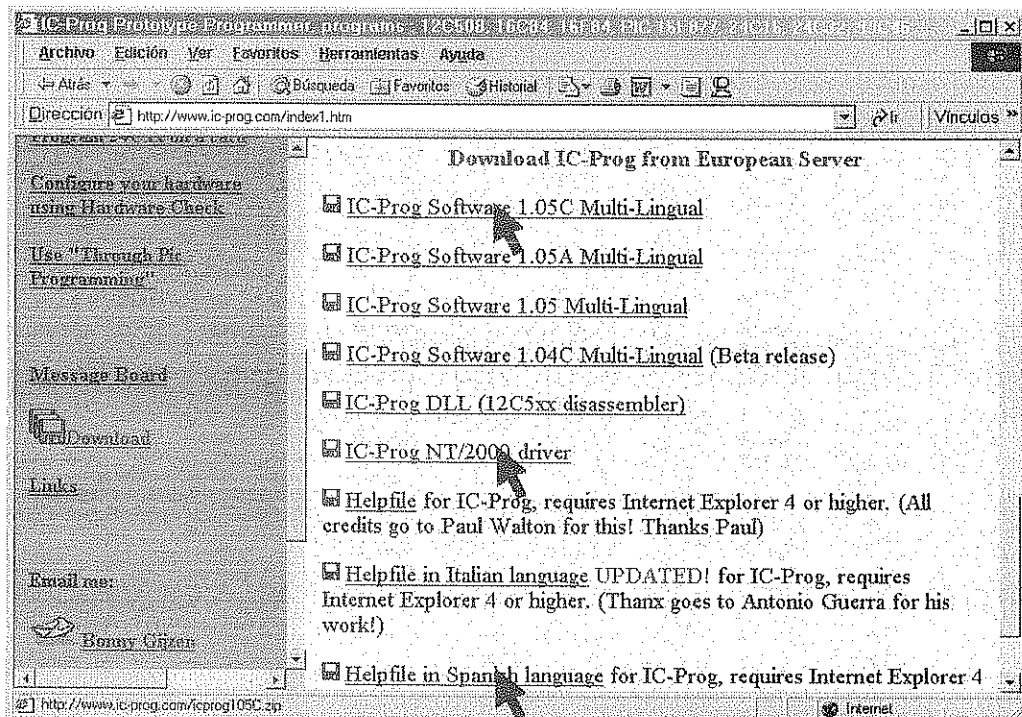 IC-Prog Prototype Programmer programs: 12C508, 16C84, 16F84
Archivo Edición Ver Favoritos Herramientas Ayuda
Atrás Búsqueda Favoritos Historial
Dirección http://www.ic-prog.com/index1.htm Ir Vínculos
Configure your hardware
using Hardware Check
Use "Through Pic
Programming"
Message Board
Download
Links
Email me:
Bonny Gijzen
Download IC-Prog from European Server
IC-Prog Software 1.05C Multi-Lingual
IC-Prog Software 1.05A Multi-Lingual
IC-Prog Software 1.05 Multi-Lingual
IC-Prog Software 1.04C Multi-Lingual (Beta release)
IC-Prog DLL (12C5xx disassembler)
IC-Prog NT/2000 driver
Helpfile for IC-Prog, requires Internet Explorer 4 or higher. (All
credits go to Paul Walton for this! Thanks Paul)
Helpfile in Italian language UPDATED! for IC-Prog, requires
Internet Explorer 4 or higher. (Thanx goes to Antonio Guerra for his
work!)
Helpfile in Spanish language for IC-Prog, requires Internet Explorer 4
http://www.ic-prog.com/icprog105C.zip Internet